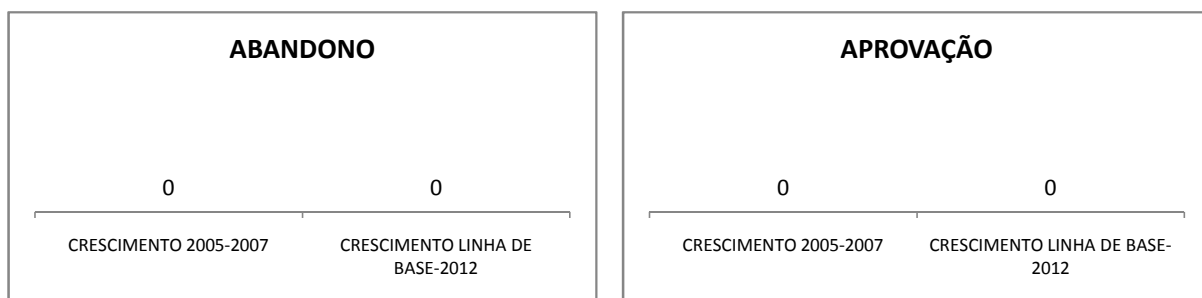 ABANDONO
0
0
CRESCIMENTO 2005-2007
CRESCIMENTO LINHA DE
BASE-2012
APROVAÇÃO
0
0
CRESCIMENTO 2005-2007
CRESCIMENTO LINHA DE BASE-
2012